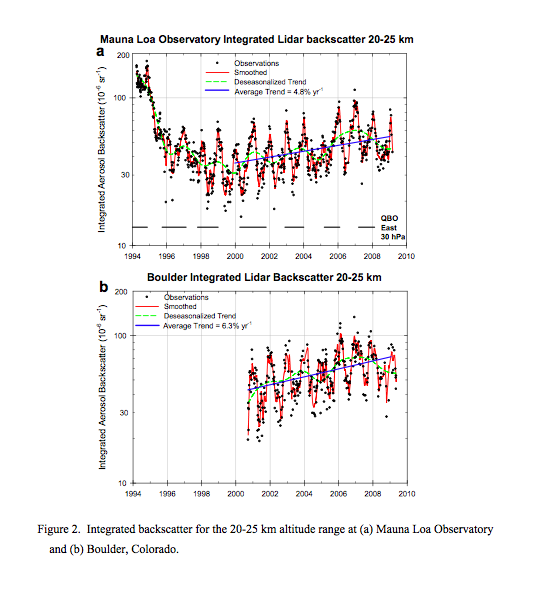 Mauna Loa Observatory Integrated Lidar backscatter 20-25 km
a
Integrated Aerosol Backscatter (10⁻⁶ sr⁻¹)
200
100
30
10
Observations
Smoothed
Deseasonalized Trend
Average Trend = 4.8% yr⁻¹
QBO
East
30 hPa
1994 1996 1998 2000 2002 2004 2006 2008 2010
Boulder Integrated Lidar Backscatter 20-25 km
b
Integrated Aerosol Backscatter (10⁻⁶ sr⁻¹)
200
100
30
10
Observations
Smoothed
Deseasonalized Trend
Average Trend = 6.3% yr⁻¹
1994 1996 1998 2000 2002 2004 2006 2008 2010
Figure 2. Integrated backscatter for the 20-25 km altitude range at (a) Mauna Loa Observatory
and (b) Boulder, Colorado.